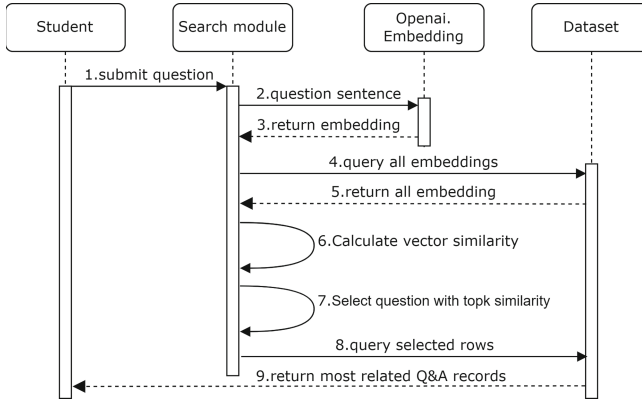 Student
Search module
Openai.
Embedding
Dataset
1.submit question
2.question sentence
3.return embedding
4.query all embeddings
5.return all embedding
6.Calculate vector similarity
7.Select question with topk similarity
8.query selected rows
9.return most related Q&A records